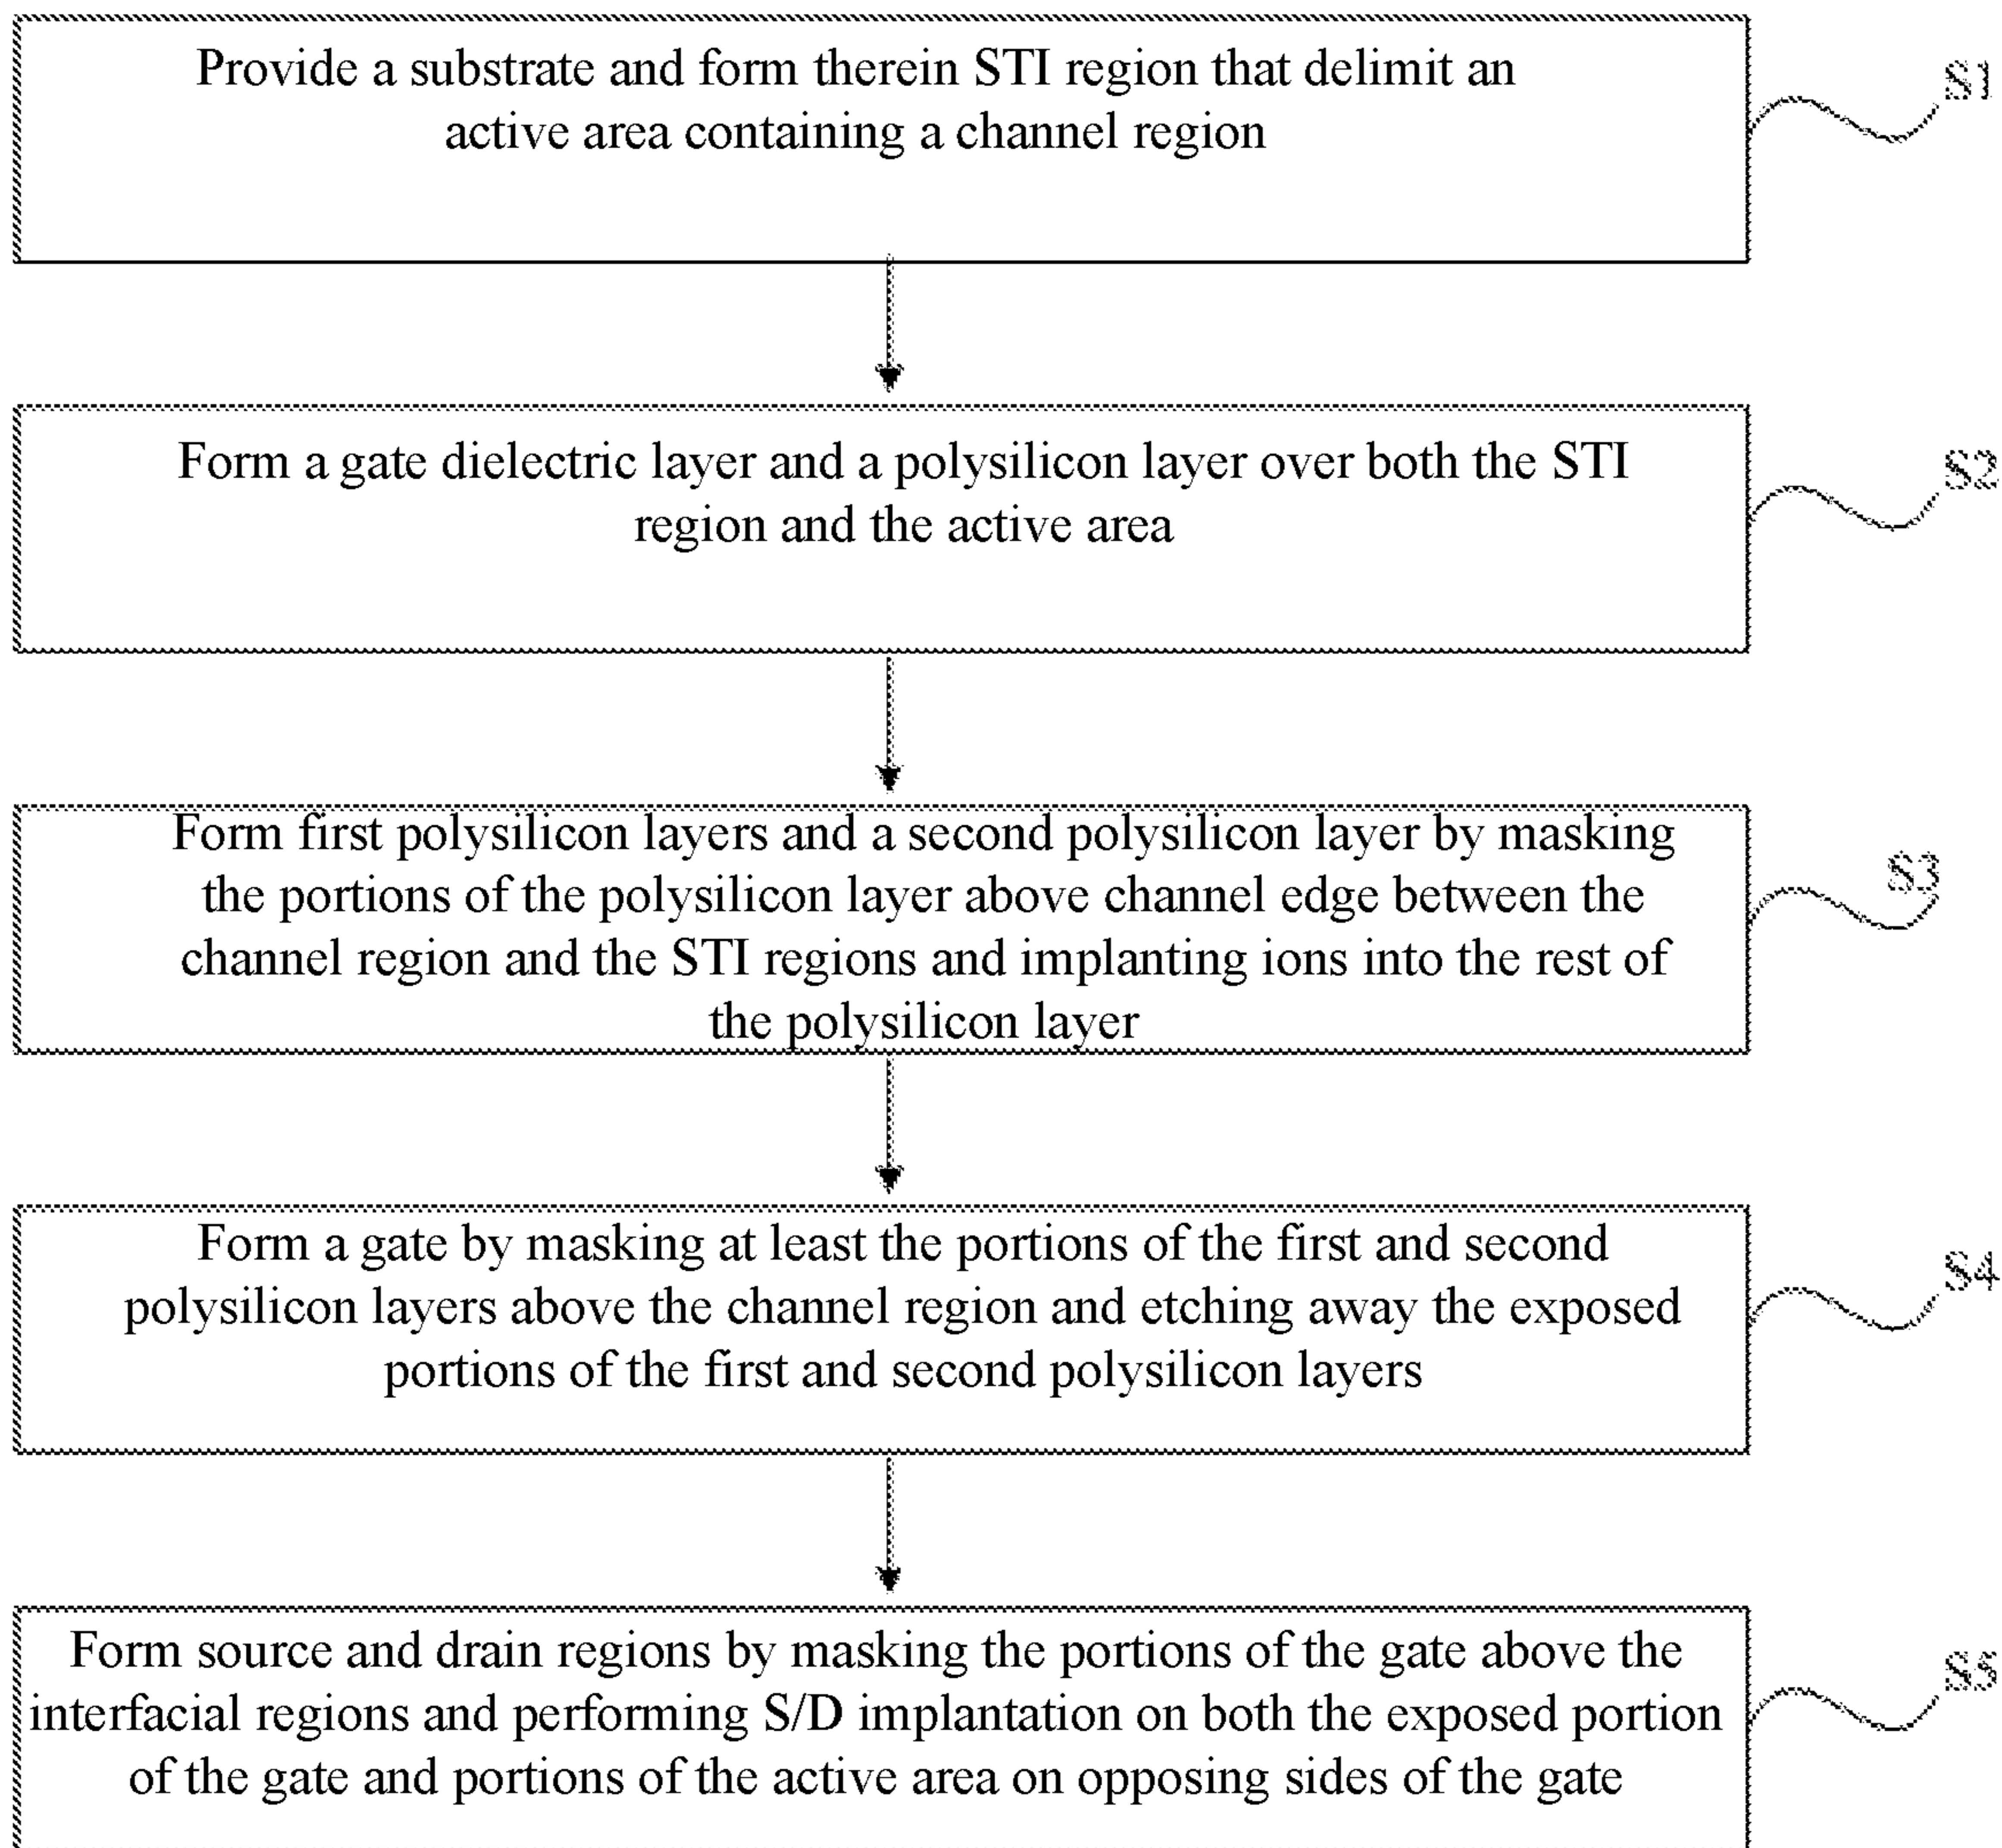 Provide a substrate and form therein STI region that delimit an
active area containing a channel region
S1
Form a gate dielectric layer and a polysilicon layer over both the STI
region and the active area
S2
Form first polysilicon layers and a second polysilicon layer by masking
the portions of the polysilicon layer above channel edge between the
channel region and the STI regions and implanting ions into the rest of
the polysilicon layer
S3
Form a gate by masking at least the portions of the first and second
polysilicon layers above the channel region and etching away the exposed
portions of the first and second polysilicon layers
S4
Form source and drain regions by masking the portions of the gate above the
interfacial regions and performing S/D implantation on both the exposed portion
of the gate and portions of the active area on opposing sides of the gate
S5